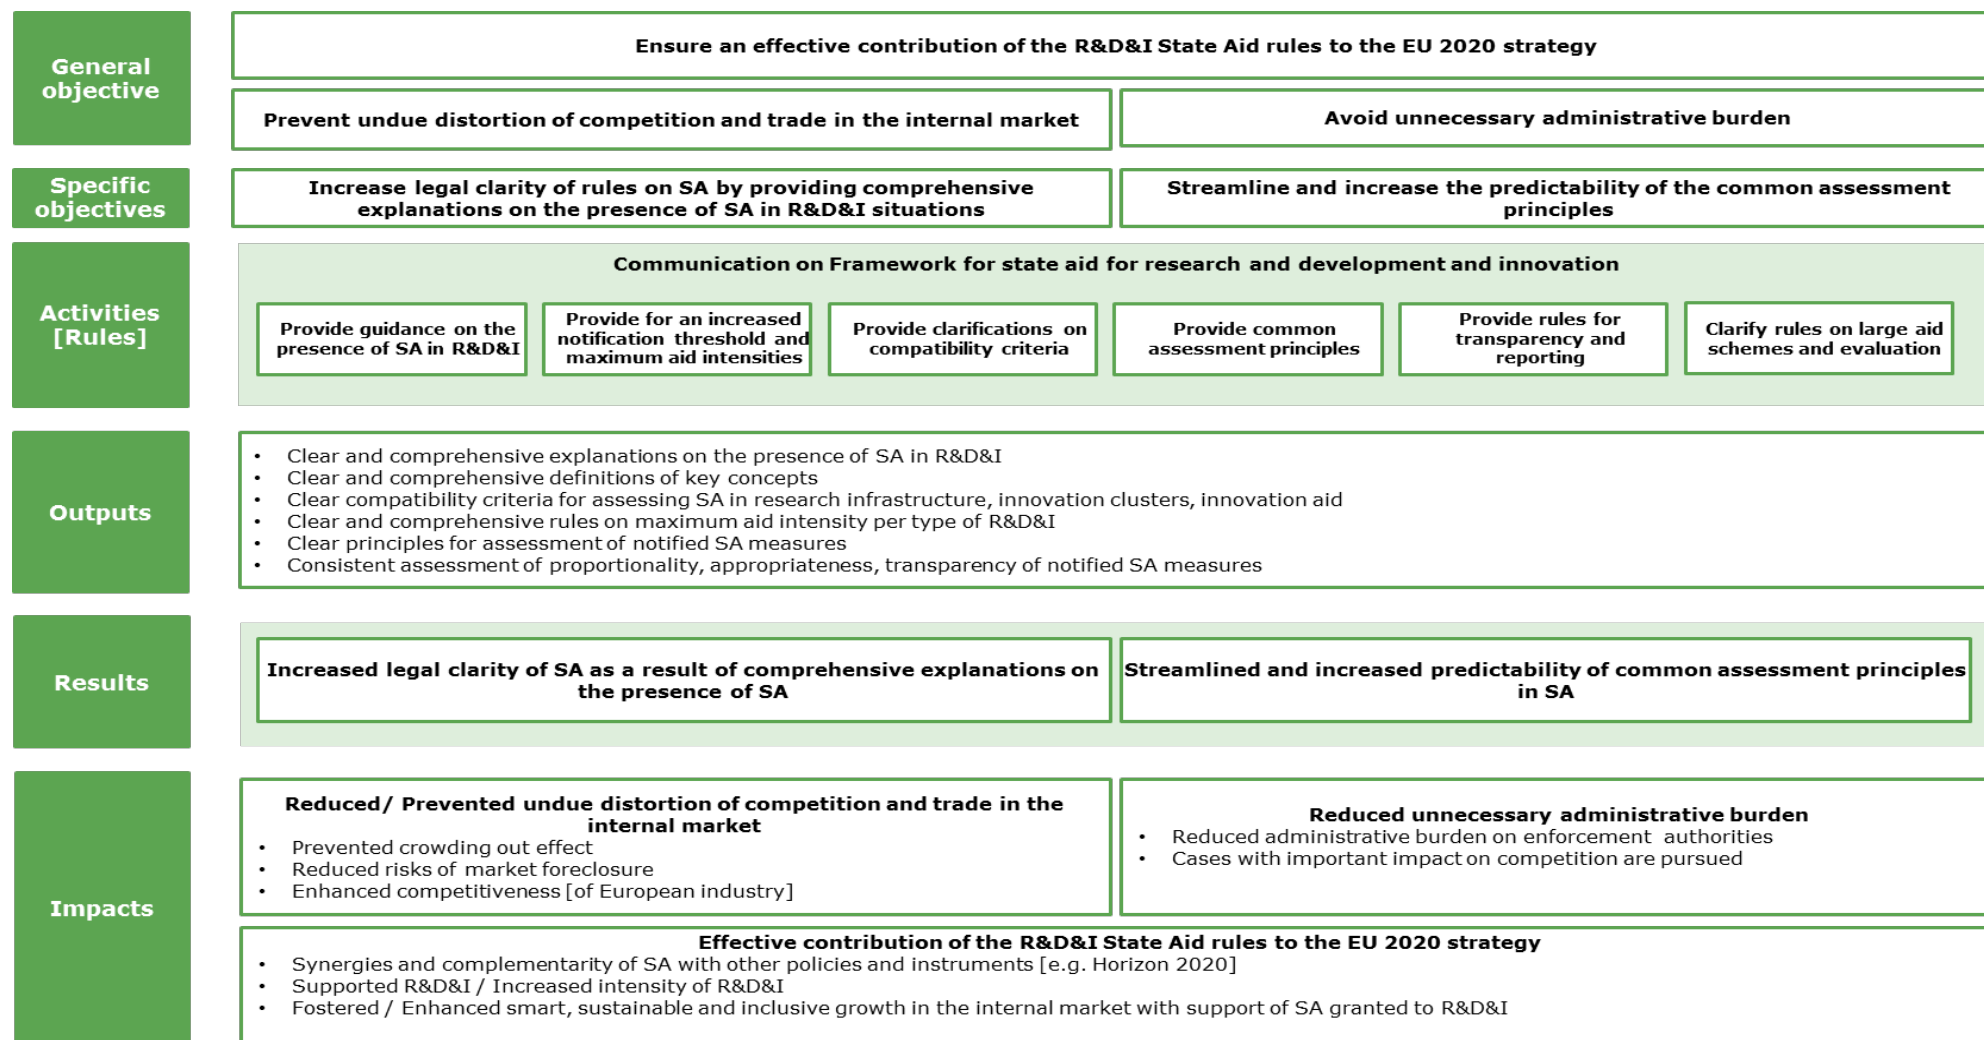 General
objective
Ensure an effective contribution of the R&D&I State Aid rules to the EU 2020 strategy
Prevent undue distortion of competition and trade in the internal market
Avoid unnecessary administrative burden
Specific
objectives
Increase legal clarity of rules on SA by providing comprehensive
explanations on the presence of SA in R&D&I situations
Streamline and increase the predictability of the common assessment
principles
Activities
[Rules]
Communication on Framework for state aid for research and development and innovation
Provide guidance on the
presence of SA in R&D&I
Provide for an increased
notification threshold and
maximum aid intensities
Provide clarifications on
compatibility criteria
Provide common
assessment principles
Provide rules for
transparency and
reporting
Clarify rules on large aid
schemes and evaluation
Outputs
• Clear and comprehensive explanations on the presence of SA in R&D&I
• Clear and comprehensive definitions of key concepts
• Clear compatibility criteria for assessing SA in research infrastructure, innovation clusters, innovation aid
• Clear and comprehensive rules on maximum aid intensity per type of R&D&I
• Clear principles for assessment of notified SA measures
• Consistent assessment of proportionality, appropriateness, transparency of notified SA measures
Results
Increased legal clarity of SA as a result of comprehensive explanations on
the presence of SA
Streamlined and increased predictability of common assessment principles
in SA
Impacts
Reduced/ Prevented undue distortion of competition and trade in the
internal market
• Prevented crowding out effect
• Reduced risks of market foreclosure
• Enhanced competitiveness [of European industry]
Reduced unnecessary administrative burden
• Reduced administrative burden on enforcement authorities
• Cases with important impact on competition are pursued
Effective contribution of the R&D&I State Aid rules to the EU 2020 strategy
• Synergies and complementarity of SA with other policies and instruments [e.g. Horizon 2020]
• Supported R&D&I / Increased intensity of R&D&I
• Fostered / Enhanced smart, sustainable and inclusive growth in the internal market with support of SA granted to R&D&I